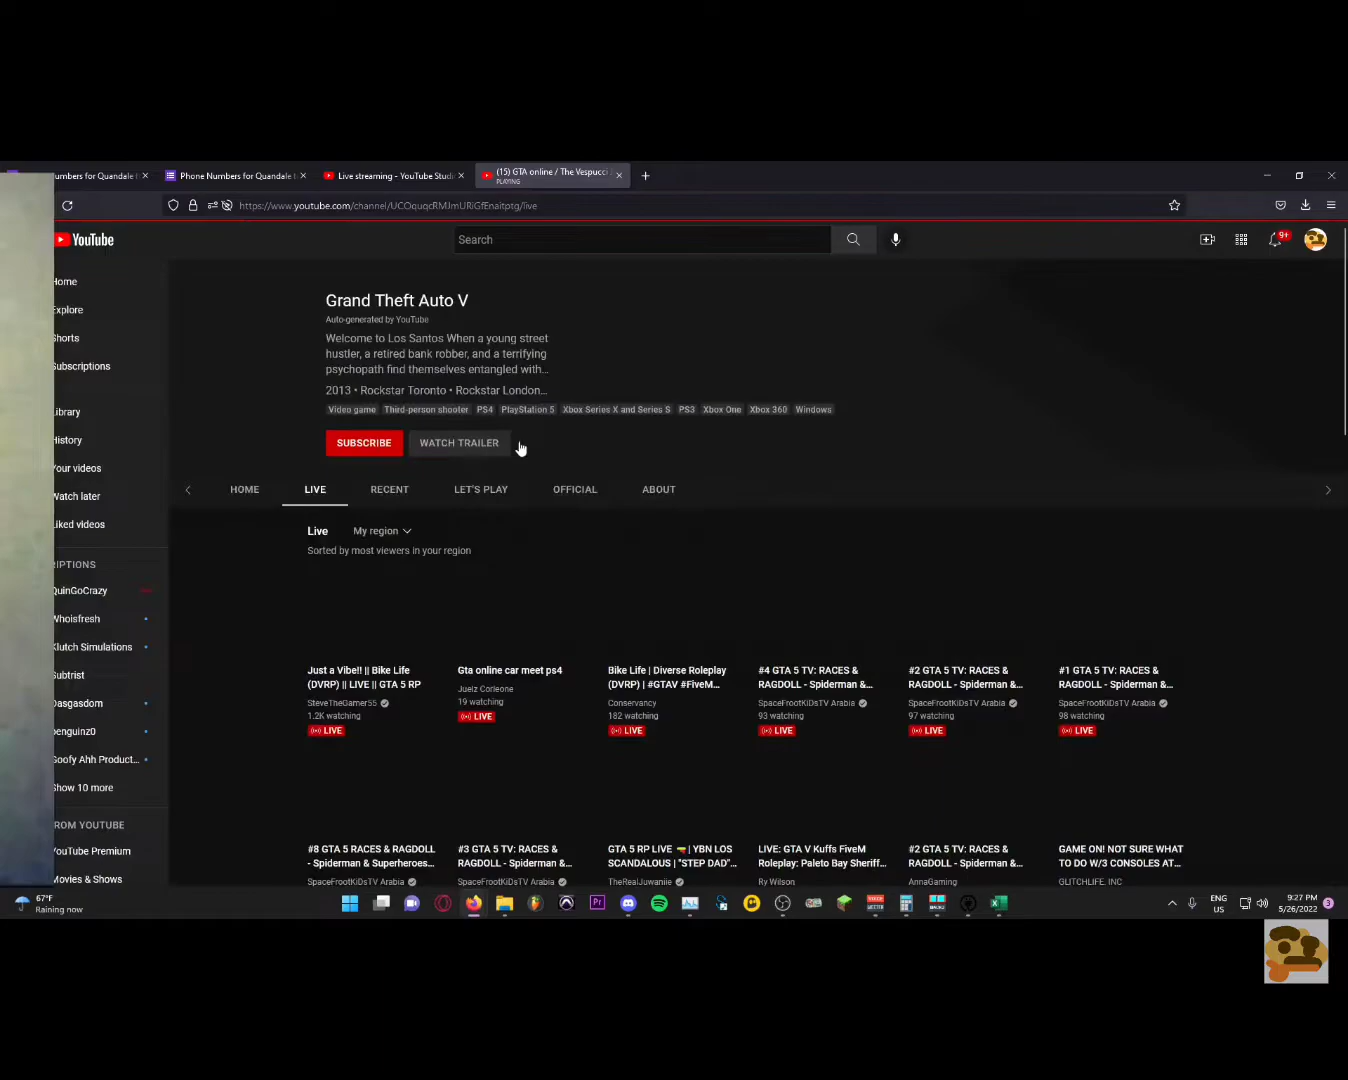 umbers for Quandale
Phone Numbers for Quandale t
Live streaming - YouTube Studi
(15) GTA online / The Vespucci
PLAYING
https://www.youtube.com/channel/UCOquqcRMJmURiGfEnaitptg/live
YouTube
Search
9+
Home
Explore
Shorts
Subscriptions
Library
History
Your videos
Watch later
Liked videos
RIPTIONS
QuinGoCrazy
Whoisfresh
Klutch Simulations
Subtrist
Dasgasdom
penguinz0
Goofy Ahh Product...
Show 10 more
ROM YOUTUBE
YouTube Premium
Movies & Shows
Grand Theft Auto V
Auto-generated by YouTube
Welcome to Los Santos When a young street
hustler, a retired bank robber, and a terrifying
psychopath find themselves entangled with...
2013 • Rockstar Toronto • Rockstar London...
Video game Third-person shooter PS4 PlayStation 5 Xbox Series X and Series S PS3 Xbox One Xbox 360 Windows
SUBSCRIBE WATCH TRAILER
HOME LIVE RECENT LET'S PLAY OFFICIAL ABOUT
Live My region
Sorted by most viewers in your region
Just a Vibe!! || Bike Life
(DVRP) || LIVE || GTA 5 RP
SteveTheGamer55
1.2K watching
LIVE
Gta online car meet ps4
Juelz Corleone
19 watching
LIVE
Bike Life | Diverse Roleplay
(DVRP) | #GTAV #FiveM...
Conservancy
182 watching
LIVE
#4 GTA 5 TV: RACES &
RAGDOLL - Spiderman &...
SpaceFrootKiDsTV Arabia
93 watching
LIVE
#2 GTA 5 TV: RACES &
RAGDOLL - Spiderman &...
SpaceFrootKiDsTV Arabia
97 watching
LIVE
#1 GTA 5 TV: RACES &
RAGDOLL - Spiderman &...
SpaceFrootKiDsTV Arabia
98 watching
LIVE
#8 GTA 5 RACES & RAGDOLL
- Spiderman & Superheroes...
SpaceFrootKiDsTV Arabia
#3 GTA 5 TV: RACES &
RAGDOLL - Spiderman &...
SpaceFrootKiDsTV Arabia
GTA 5 RP LIVE | YBN LOS
SCANDALOUS | "STEP DAD"...
TheRealJuwaniie
LIVE: GTA V Kuffs FiveM
Roleplay: Paleto Bay Sheriff...
Ry Wilson
#2 GTA 5 TV: RACES &
RAGDOLL - Spiderman &...
AnnaGaming
GAME ON! NOT SURE WHAT
TO DO W/3 CONSOLES AT...
GLITCHLIFE, INC
67°F
Raining now
Pr
ENG
US
9:27 PM
5/26/2022
3